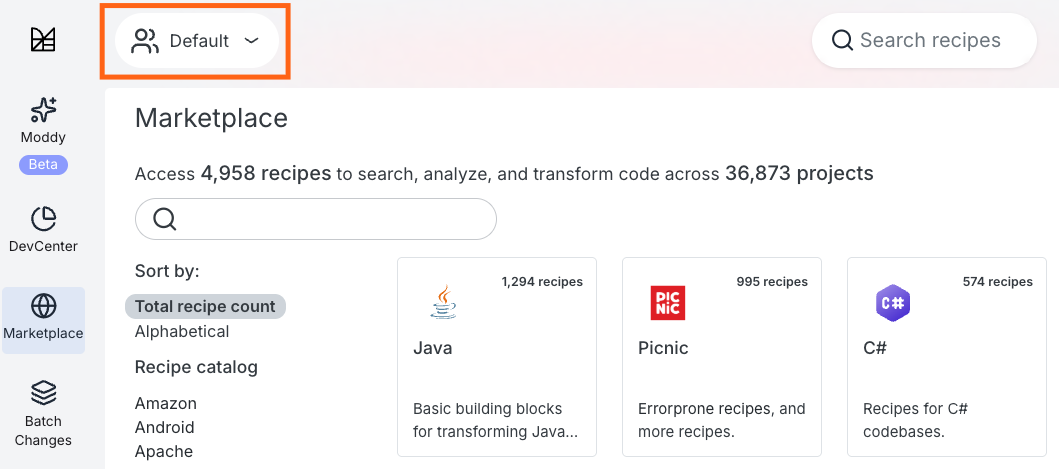 Default
Search recipes
Moddy
Beta
DevCenter
Marketplace
Batch
Changes
Marketplace
Access 4,958 recipes to search, analyze, and transform code across 36,873 projects
Sort by:
Total recipe count
Alphabetical
Recipe catalog
Amazon
Android
Apache
1,294 recipes
Java
Basic building blocks
for transforming Java...
995 recipes
PICNIC
Picnic
Errorprone recipes, and
more recipes.
574 recipes
C#
C#
Recipes for C#
codebases.